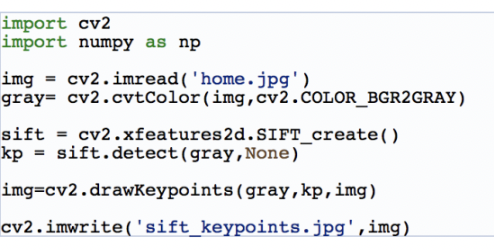 import cv2
import numpy as np
img = cv2.imread('home.jpg')
gray= cv2.cvtColor(img,cv2.COLOR_BGR2GRAY)
sift = cv2.xfeatures2d.SIFT_create()
kp = sift.detect(gray,None)
img=cv2.drawKeypoints(gray,kp,img)
cv2.imwrite('sift_keypoints.jpg',img)